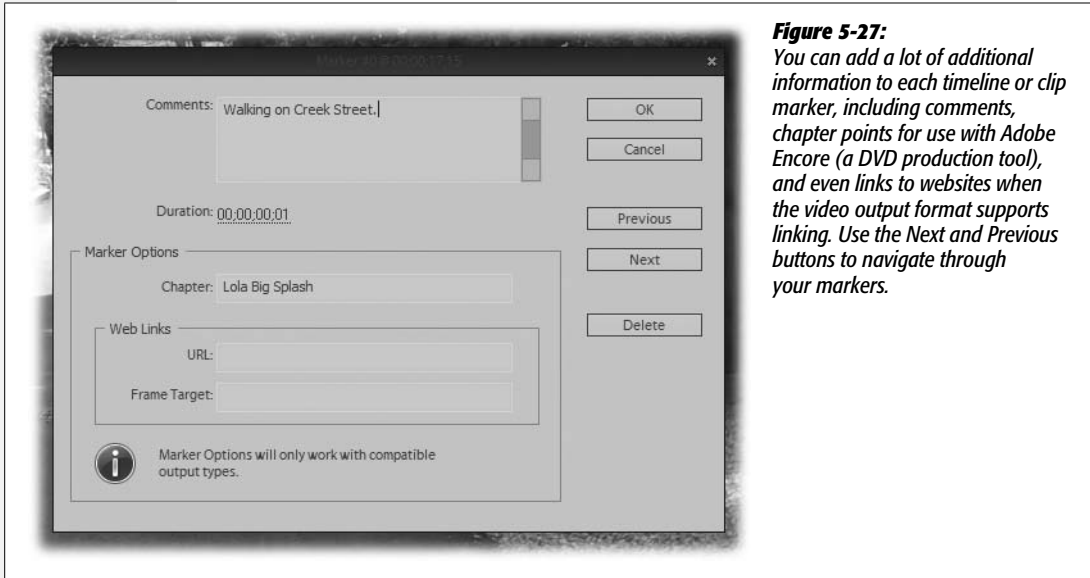 Marker #0 @ 00;00;17;15
Comments:
Walking on Creek Street.
OK
Cancel
Duration: 00;00;00;01
Previous
Marker Options
Next
Chapter: Lola Big Splash
Delete
Web Links
URL:
Frame Target:
Marker Options will only work with compatible
output types.
Figure 5-27:
You can add a lot of additional
information to each timeline or clip
marker, including comments,
chapter points for use with Adobe
Encore (a DVD production tool),
and even links to websites when
the video output format supports
linking. Use the Next and Previous
buttons to navigate through
your markers.